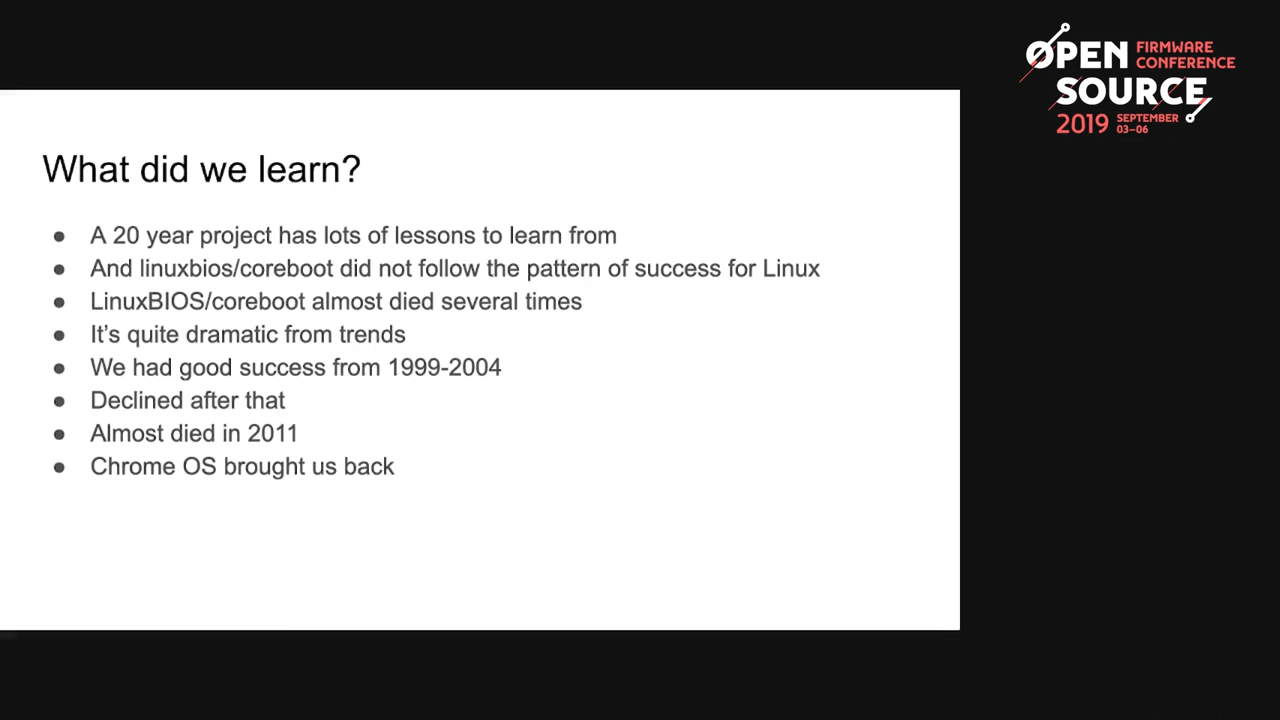 OPEN FIRMWARE
CONFERENCE
SOURCE
2019 SEPTEMBER
03–06
What did we learn?
● A 20 year project has lots of lessons to learn from
● And linuxbios/coreboot did not follow the pattern of success for Linux
● LinuxBIOS/coreboot almost died several times
● It’s quite dramatic from trends
● We had good success from 1999-2004
● Declined after that
● Almost died in 2011
● Chrome OS brought us back